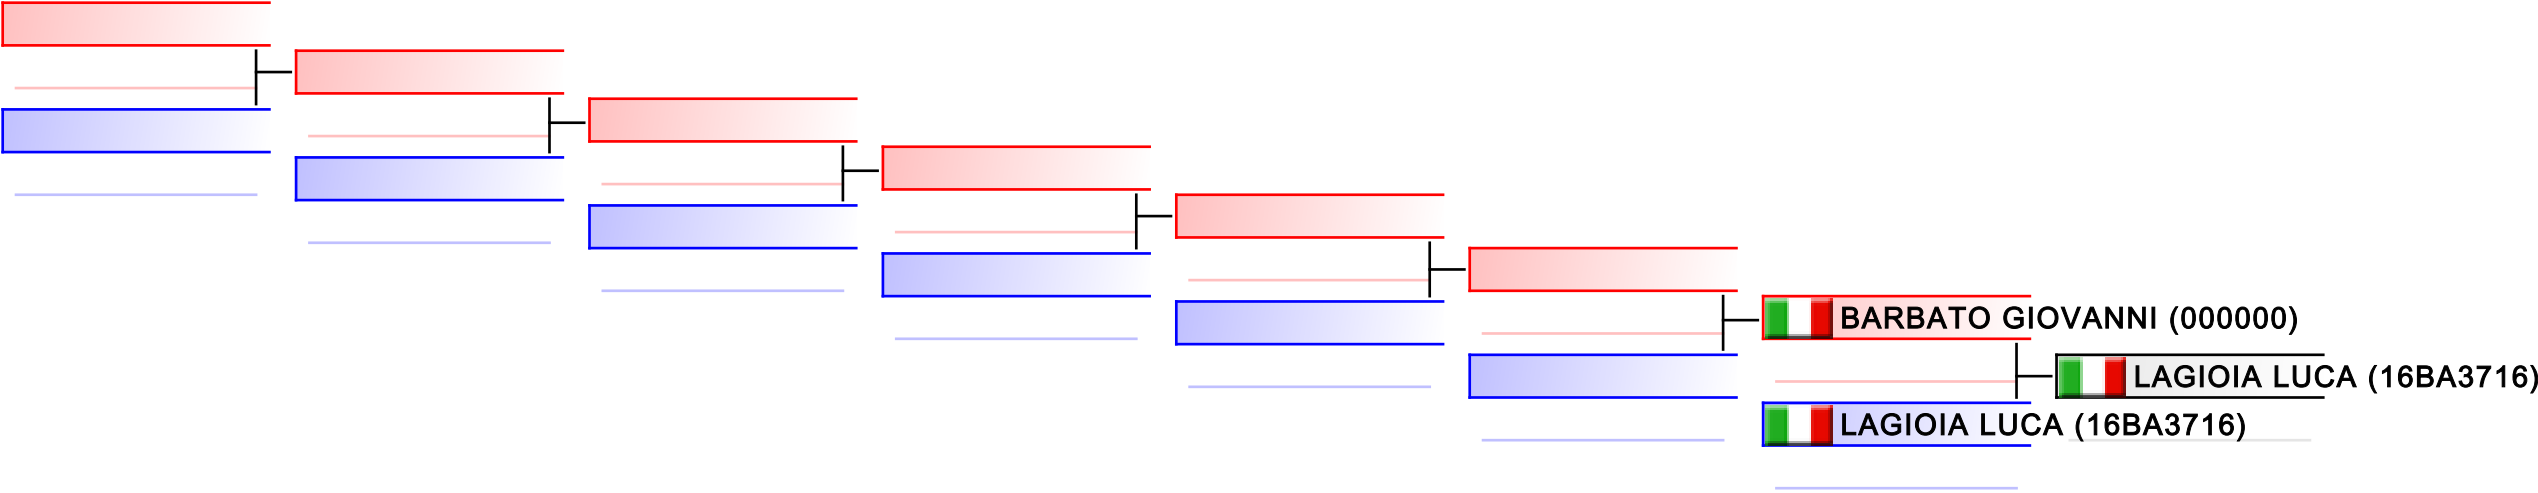 BARBATO GIOVANNI (000000)
LAGIOIA LUCA (16BA3716)
LAGIOIA LUCA (16BA3716)